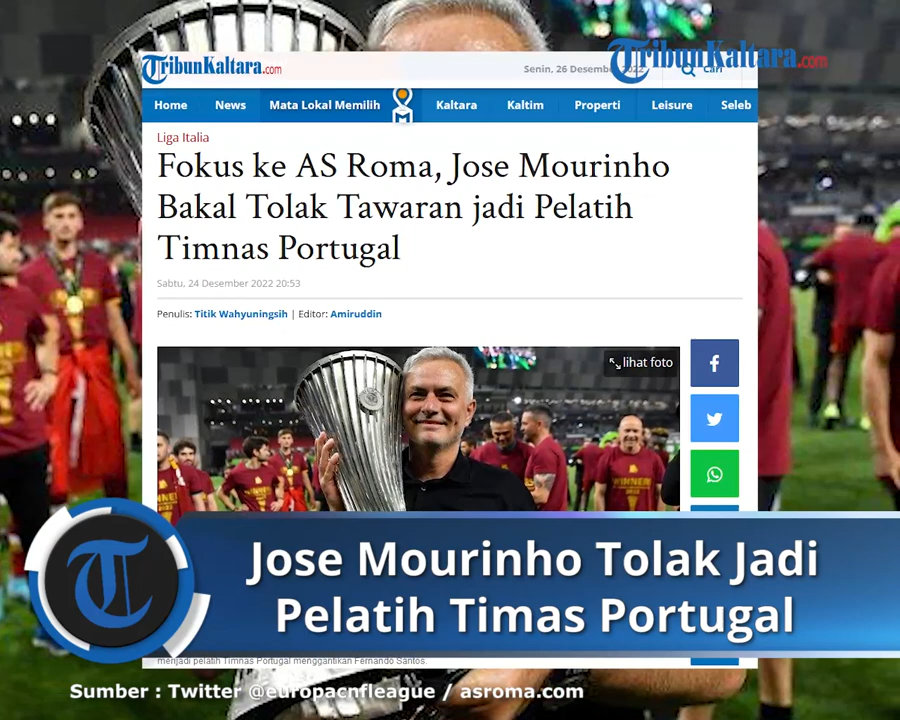 TribunKaltara.com
Senin, 26 Desember 2022
Cari
TribunKaltara.com
Home News Mata Lokal Memilih Kaltara Kaltim Properti Leisure Seleb
Liga Italia
Fokus ke AS Roma, Jose Mourinho
Bakal Tolak Tawaran jadi Pelatih
Timnas Portugal
Sabtu, 24 Desember 2022 20:53
Penulis: Titik Wahyuningsih | Editor: Amiruddin
lihat foto
Jose Mourinho Tolak Jadi
Pelatih Timas Portugal
menjadi pelatih Timnas Portugal menggantikan Fernando Santos.
Sumber : Twitter @europacnfleague / asroma.com